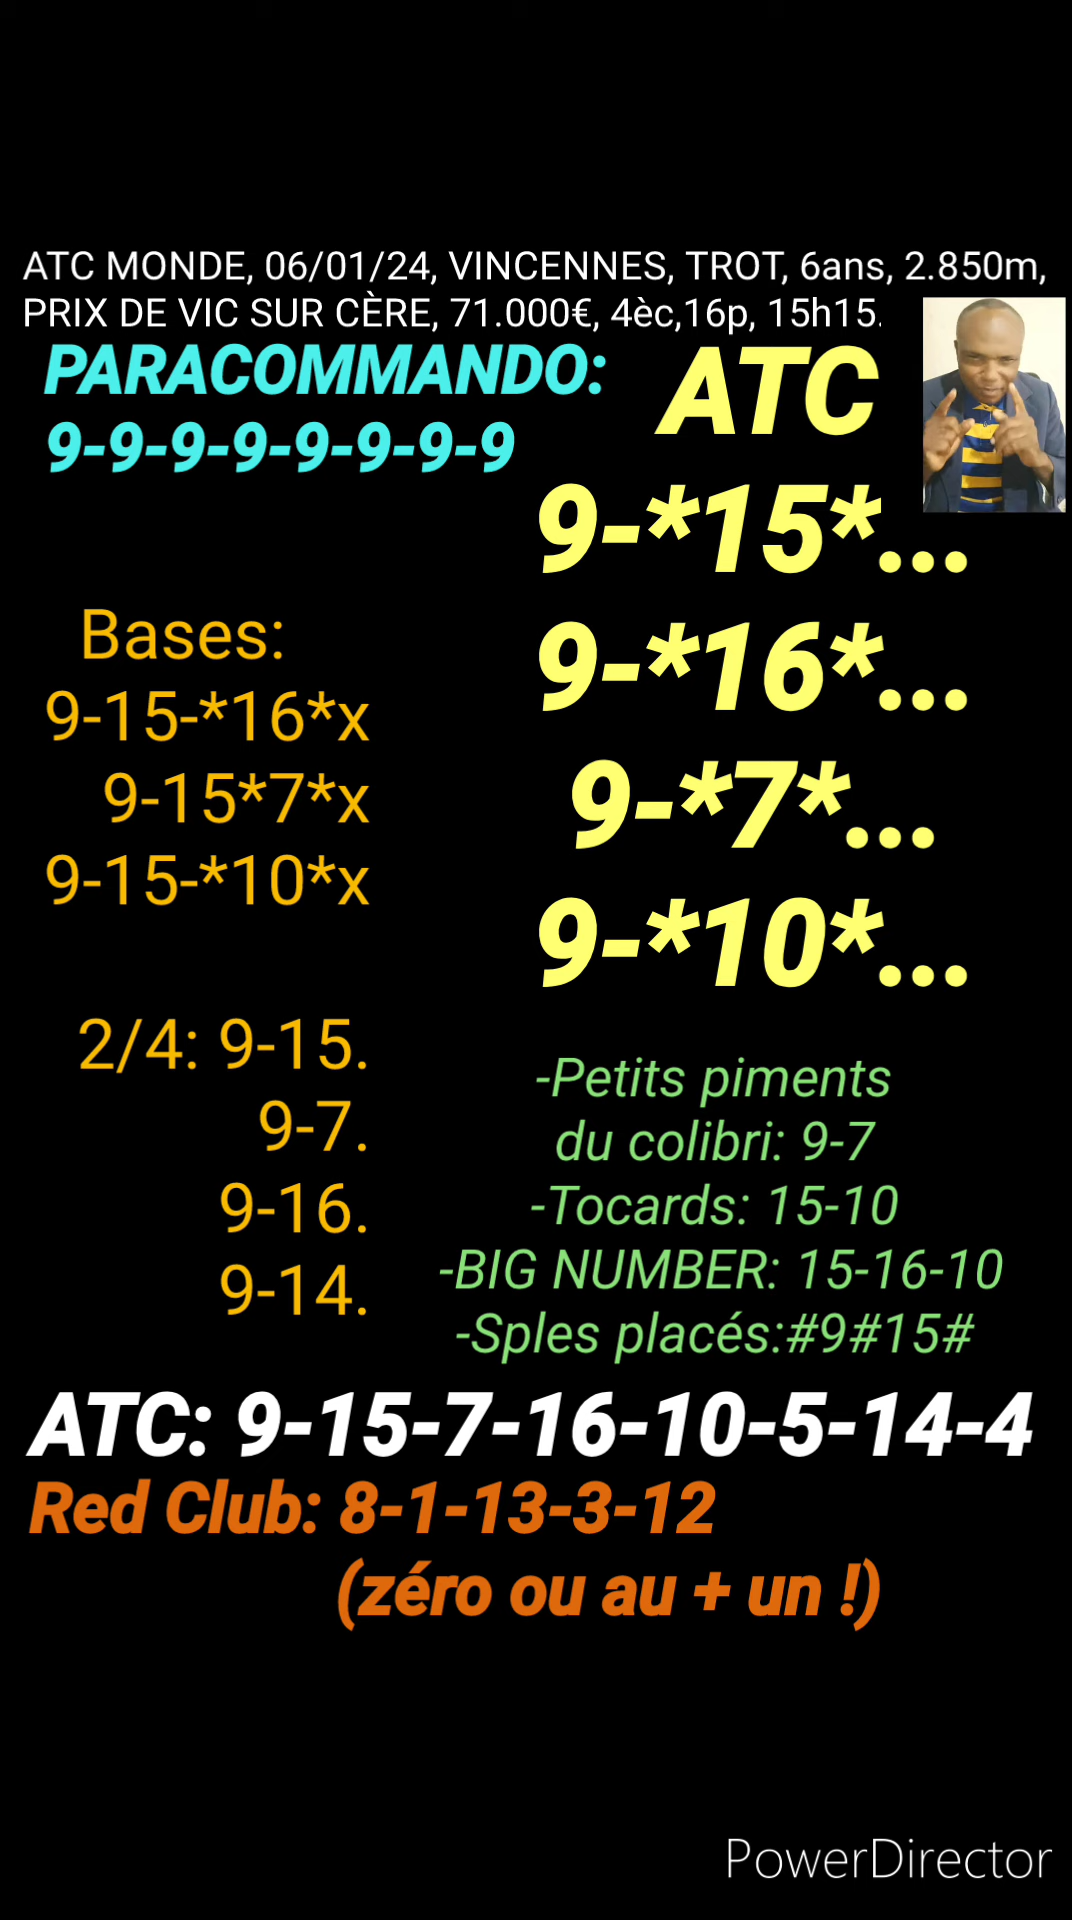 ATC MONDE, 06/01/24, VINCENNES, TROT, 6ans, 2.850m,
PRIX DE VIC SUR CÈRE, 71.000€, 4èc,16p, 15h15.
PARACOMMANDO:
9-9-9-9-9-9-9-9
ATC
9-*15*...
9-*16*...
9-*7*...
9-*10*...
Bases:
9-15-*16*x
9-15*7*x
9-15-*10*x
2/4: 9-15.
9-7.
9-16.
9-14.
-Petits piments
du colibri: 9-7
-Tocards: 15-10
-BIG NUMBER: 15-16-10
-Sples placés:#9#15#
ATC: 9-15-7-16-10-5-14-4
Red Club: 8-1-13-3-12
(zéro ou au + un !)
PowerDirector